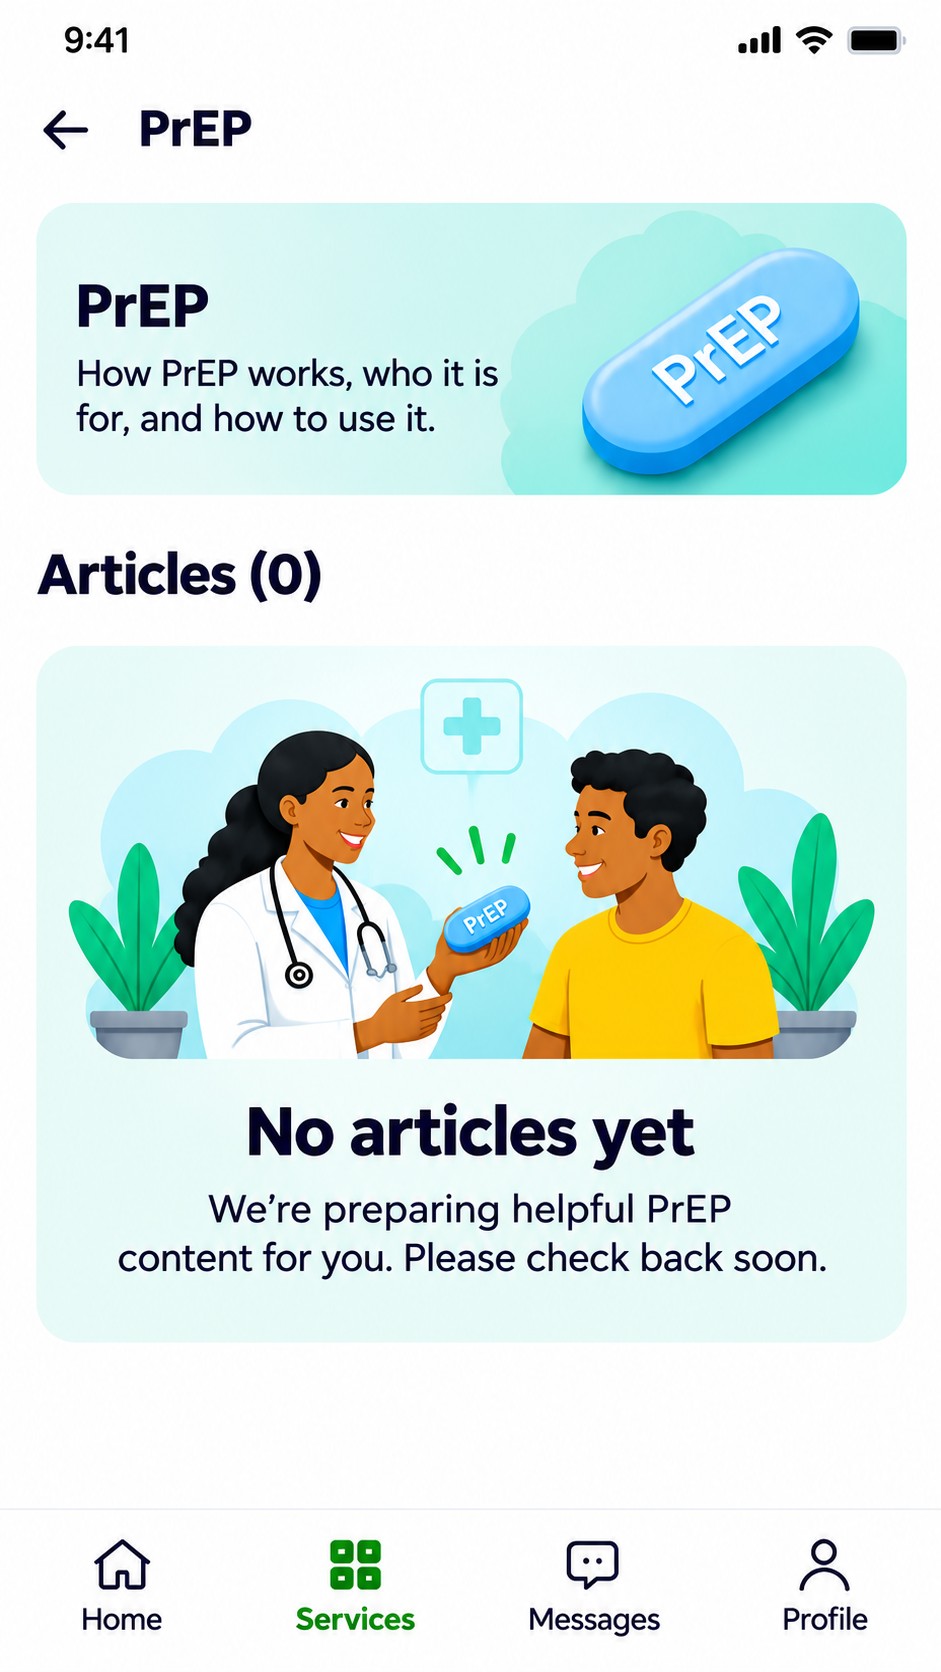 9:41
PrEP
PrEP
How PrEP works, who it is
for, and how to use it.
PrEP
Articles (0)
PrEP
No articles yet
We’re preparing helpful PrEP
content for you. Please check back soon.
Home
Services
Messages
Profile